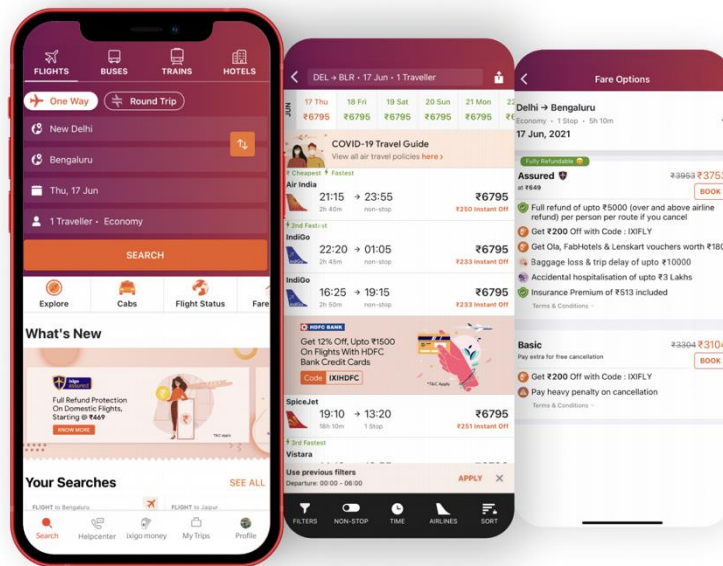 FLIGHTS BUSES TRAINS HOTELS
One Way Round Trip
New Delhi
Bengaluru
Thu, 17 Jun
1 Traveller • Economy
SEARCH
Explore Cabs Flight Status Fare
What's New
ixigo assured
Full Refund Protection
On Domestic Flights,
Starting @ ₹469
KNOW MORE
T&C Apply
Your Searches SEE ALL
FLIGHT to Bengaluru FLIGHT to Jaipur
Search Helpcenter ixigo money My Trips Profile
DEL → BLR • 17 Jun • 1 Traveller
JUN
17 Thu 18 Fri 19 Sat 20 Sun 21 Mon 22
₹6795 ₹6795 ₹6795 ₹6795 ₹6795
COVID-19 Travel Guide
View all air travel policies here >
₹ Cheapest Fastest
Air India
21:15 → 23:55 ₹6795
2h 40m non-stop ₹250 Instant Off
2nd Fastest
IndiGo
22:20 → 01:05 ₹6795
2h 45m non-stop ₹233 Instant Off
IndiGo
16:25 → 19:15 ₹6795
2h 50m non-stop ₹233 Instant Off
HDFC BANK
Get 12% Off, Upto ₹1500
On Flights With HDFC
Bank Credit Cards
Code IXIHDFC
*T&C Apply
SpiceJet
19:10 → 13:20 ₹6795
18h 10m 1 Stop ₹251 Instant Off
3rd Fastest
Vistara
Use previous filters
Departure: 00:00 - 06:00
APPLY
FILTERS NON-STOP TIME AIRLINES SORT
Fare Options
Delhi → Bengaluru
Economy • 1 Stop • 5h 10m
17 Jun, 2021
Fully Refundable
Assured ₹3953 ₹3753
at ₹649
BOOK
Full refund of upto ₹5000 (over and above airline
refund) per person per route if you cancel
Get ₹200 Off with Code : IXIFLY
Get Ola, FabHotels & Lenskart vouchers worth ₹180
Baggage loss & trip delay of upto ₹10000
Accidental hospitalisation of upto ₹3 Lakhs
Insurance Premium of ₹513 included
Terms & Conditions
Basic ₹3304 ₹3104
Pay extra for free cancellation
BOOK
Get ₹200 Off with Code : IXIFLY
Pay heavy penalty on cancellation
Terms & Conditions